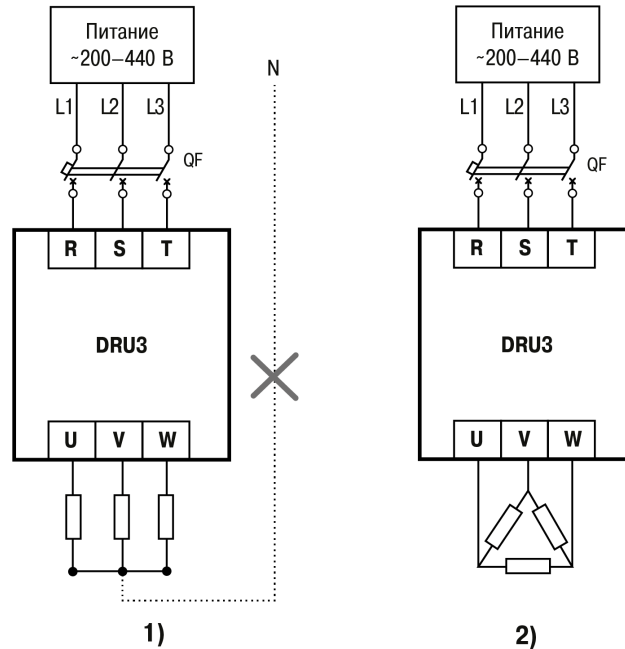 Питание
~200–440 В
N
L1 L2 L3
QF
R S T
DRU3
U V W
1)
Питание
~200–440 В
L1 L2 L3
QF
R S T
DRU3
U V W
2)